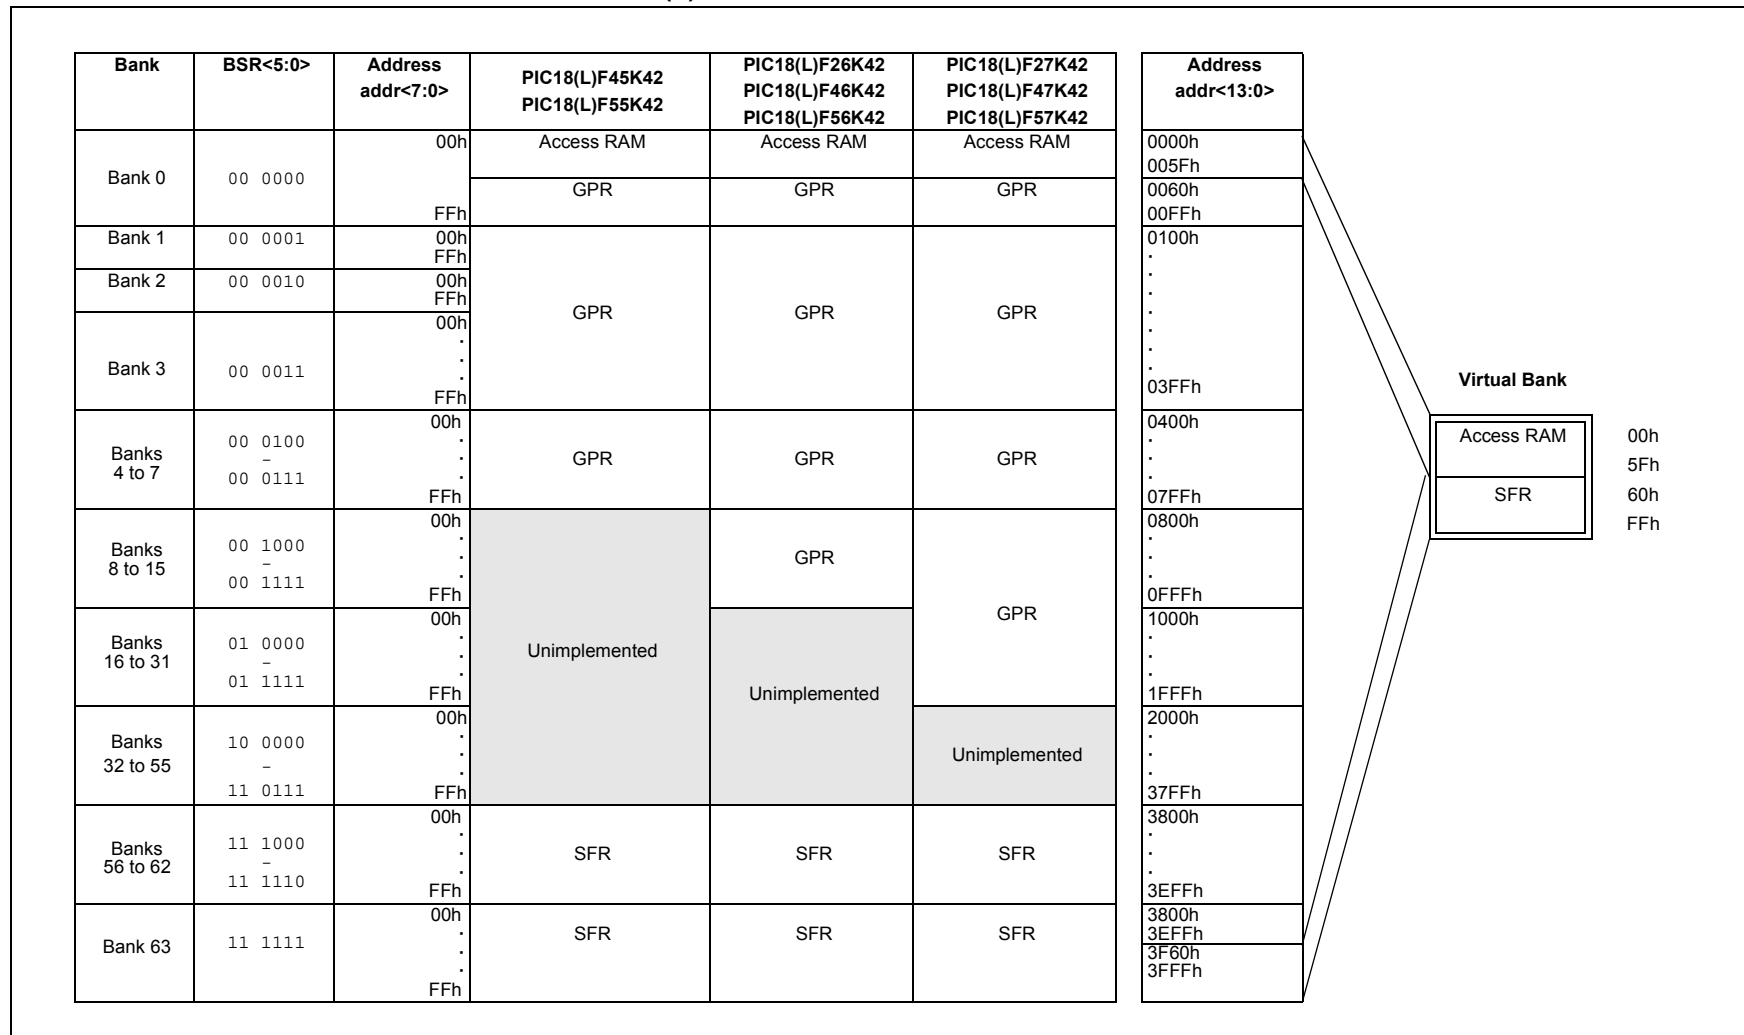 Bank BSR<5:0> Address addr<7:0> PIC18(L)F45K42 PIC18(L)F55K42 PIC18(L)F26K42 PIC18(L)F46K42 PIC18(L)F56K42 PIC18(L)F27K42 PIC18(L)F47K42 PIC18(L)F57K42 Address addr<13:0>
Bank 0 00 0000 00h FFh Access RAM Access RAM Access RAM 0000h 005Fh
GPR GPR GPR 0060h 00FFh
Bank 1 00 0001 00h FFh GPR GPR GPR 0100h
Bank 2 00 0010 00h FFh
Bank 3 00 0011 00h . . . FFh 03FFh
Banks 4 to 7 00 0100 – 00 0111 00h . . . FFh GPR GPR GPR 0400h . . . 07FFh
Banks 8 to 15 00 1000 – 00 1111 00h . . . FFh Unimplemented GPR GPR 0800h . . . 0FFFh
Banks 16 to 31 01 0000 – 01 1111 00h . . . FFh Unimplemented 1000h . . . 1FFFh
Banks 32 to 55 10 0000 – 11 0111 00h . . . FFh Unimplemented 2000h . . . 37FFh
Banks 56 to 62 11 1000 – 11 1110 00h . . . FFh SFR SFR SFR 3800h . . . 3EFFh
Bank 63 11 1111 00h . . . FFh SFR SFR SFR 3800h 3EFFh 3F60h 3FFFh
Virtual Bank
Access RAM 00h
5Fh
SFR 60h
FFh